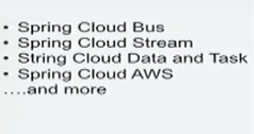 • Spring Cloud Bus
• Spring Cloud Stream
• String Cloud Data and Task
• Spring Cloud AWS
....and more